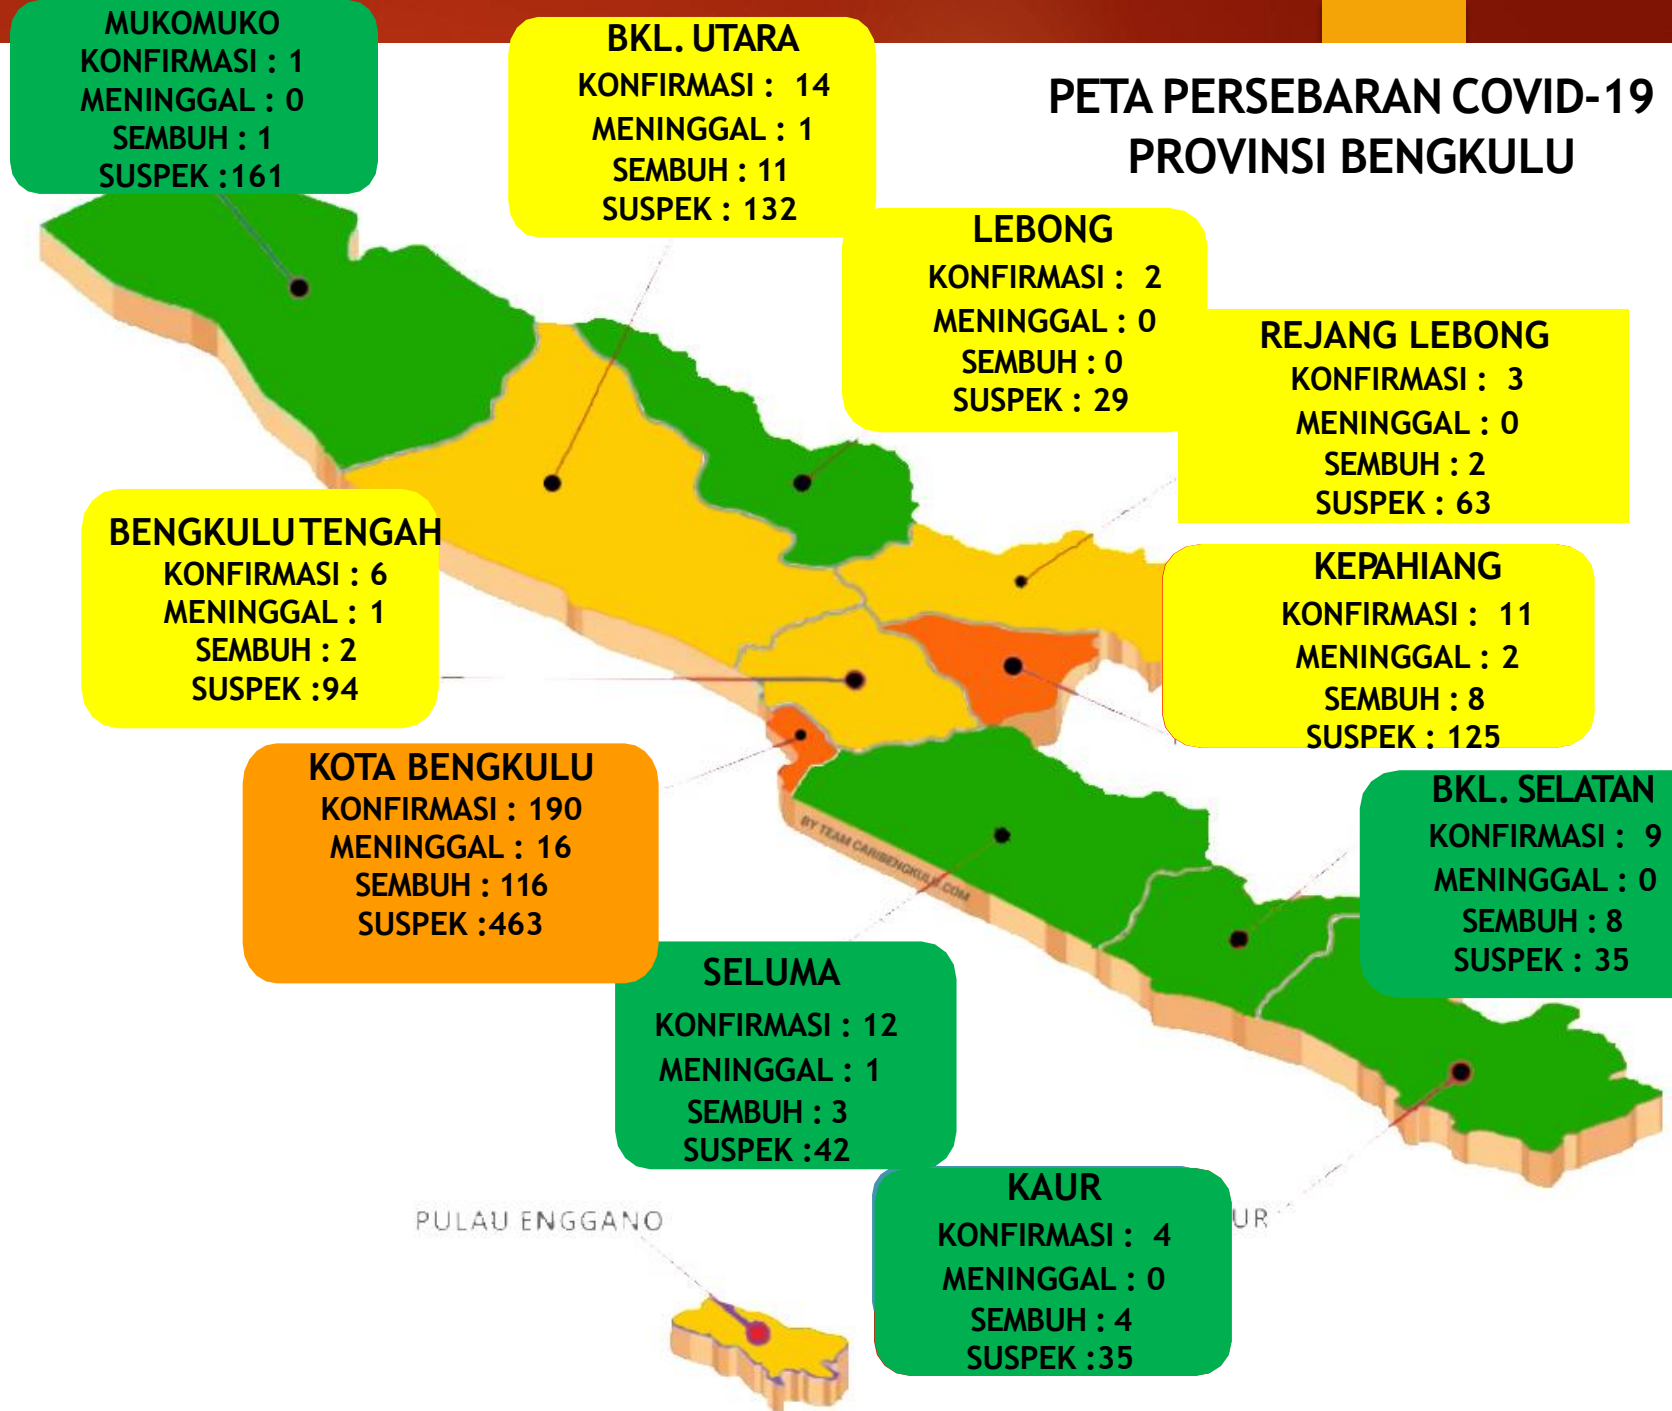 MUKOMUKO
KONFIRMASI : 1
MENINGGAL : 0
SEMBUH : 1
SUSPEK :161
BKL. UTARA
KONFIRMASI : 14
MENINGGAL : 1
SEMBUH : 11
SUSPEK : 132
PETA PERSEBARAN COVID-19
PROVINSI BENGKULU
LEBONG
KONFIRMASI : 2
MENINGGAL : 0
SEMBUH : 0
SUSPEK : 29
REJANG LEBONG
KONFIRMASI : 3
MENINGGAL : 0
SEMBUH : 2
SUSPEK : 63
BENGKULU TENGAH
KONFIRMASI : 6
MENINGGAL : 1
SEMBUH : 2
SUSPEK :94
KEPAHIANG
KONFIRMASI : 11
MENINGGAL : 2
SEMBUH : 8
SUSPEK : 125
KOTA BENGKULU
KONFIRMASI : 190
MENINGGAL : 16
SEMBUH : 116
SUSPEK :463
BY TEAM CARIBENGKULU.COM
BKL. SELATAN
KONFIRMASI : 9
MENINGGAL : 0
SEMBUH : 8
SUSPEK : 35
SELUMA
KONFIRMASI : 12
MENINGGAL : 1
SEMBUH : 3
SUSPEK :42
KAUR
KONFIRMASI : 4
MENINGGAL : 0
SEMBUH : 4
SUSPEK :35
PULAU ENGGANO
UR